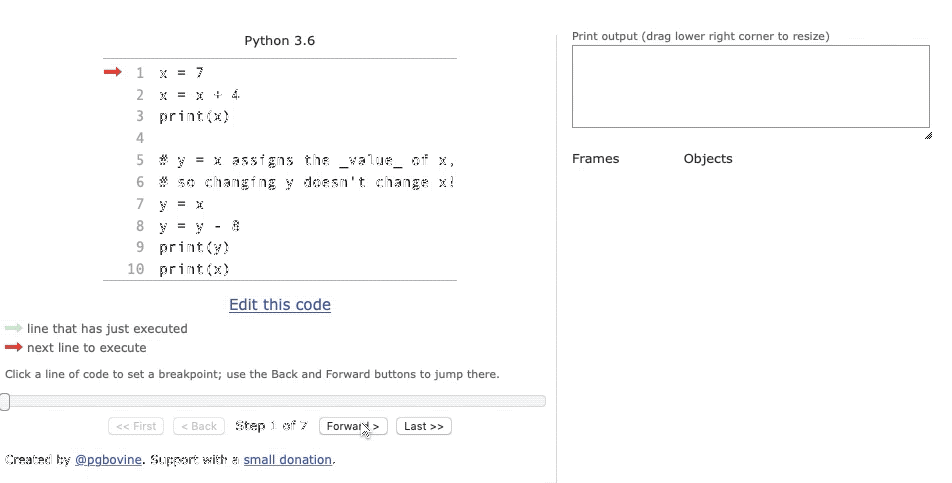 Python 3.6
1 x = 7
2 x = x + 4
3 print(x)
4
5 # y = x assigns the _value_ of x,
6 # so changing y doesn't change x!
7 y = x
8 y = y - 8
9 print(y)
10 print(x)
Edit this code
line that has just executed
next line to execute
Click a line of code to set a breakpoint; use the Back and Forward buttons to jump there.
<< First < Back Step 1 of 7 Forward > Last >>
Created by @pgbovine. Support with a small donation.
Print output (drag lower right corner to resize)
Frames Objects